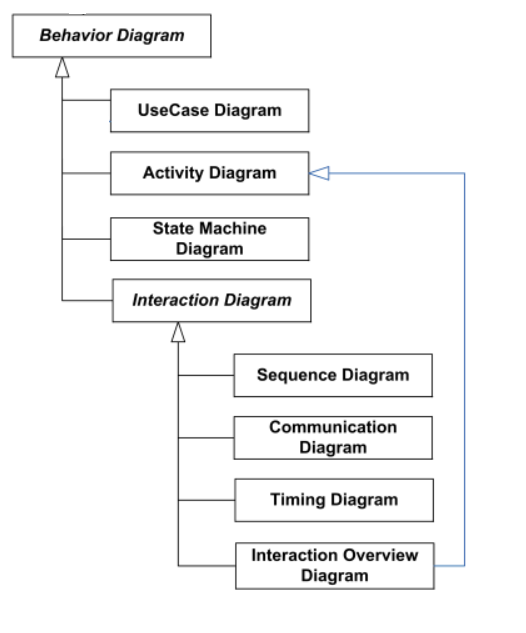 Behavior Diagram
UseCase Diagram
Activity Diagram
State Machine
Diagram
Interaction Diagram
Sequence Diagram
Communication
Diagram
Timing Diagram
Interaction Overview
Diagram